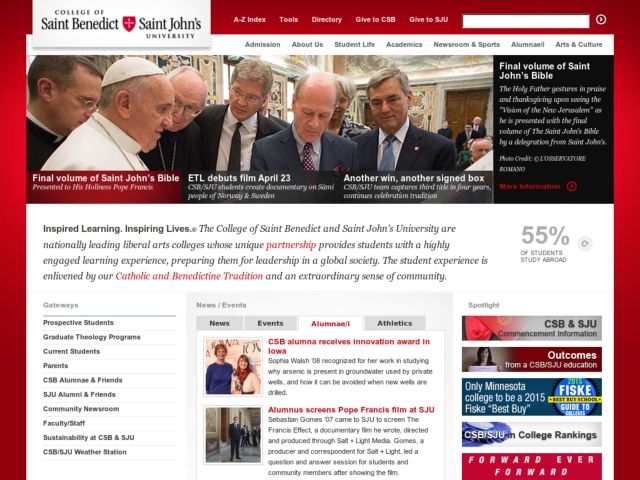 COLLEGE OF
Saint Benedict Saint John's
UNIVERSITY
A-Z Index Tools Directory Give to CSB Give to SJU
Admission About Us Student Life Academics Newsroom & Sports Alumnae/i Arts & Culture
Final volume of Saint John's Bible
Presented to His Holiness Pope Francis
ETL debuts film April 23
CSB/SJU students create documentary on Sámi
people of Norway & Sweden
Another win, another signed box
CSB/SJU team captures third title in four years,
continues celebration tradition
Final volume of Saint
John's Bible
The Holy Father gestures in praise
and thanksgiving upon seeing the
"Vision of the New Jerusalem" as
he is presented with the final
volume of The Saint John's Bible
by a delegration from Saint John's.
Photo Credit: © L'OSSERVATORE
ROMANO
More Information
Inspired Learning. Inspiring Lives.® The College of Saint Benedict and Saint John's University are
nationally leading liberal arts colleges whose unique partnership provides students with a highly
engaged learning experience, preparing them for leadership in a global society. The student experience is
enlivened by our Catholic and Benedictine Tradition and an extraordinary sense of community.
55%
OF STUDENTS
STUDY ABROAD
Gateways
Prospective Students
Graduate Theology Programs
Current Students
Parents
CSB Alumnae & Friends
SJU Alumni & Friends
Community Newsroom
Faculty/Staff
Sustainability at CSB & SJU
CSB/SJU Weather Station
News / Events
News Events Alumnae/i Athletics
CSB alumna receives innovation award in
Iowa
Sophia Walsh '08 recognized for her work in studying
why arsenic is present in groundwater used by private
wells, and how it can be avoided when new wells are
drilled.
Alumnus screens Pope Francis film at SJU
Sebastian Gomes '07 came to SJU to screen The
Francis Effect, a documentary film he wrote, directed
and produced through Salt + Light Media. Gomes, a
producer and correspondent for Salt + Light, led a
question and answer session for students and
community members after showing the film.
Spotlight
CSB & SJU
Commencement Information
Outcomes
from a CSB/SJU education
Only Minnesota
college to be a 2015
Fiske "Best Buy"
2015
FISKE
BEST BUY SCHOOL
GUIDE TO
COLLEGES
CSB/SJU in College Rankings
FORWARD EVER
FORWARD